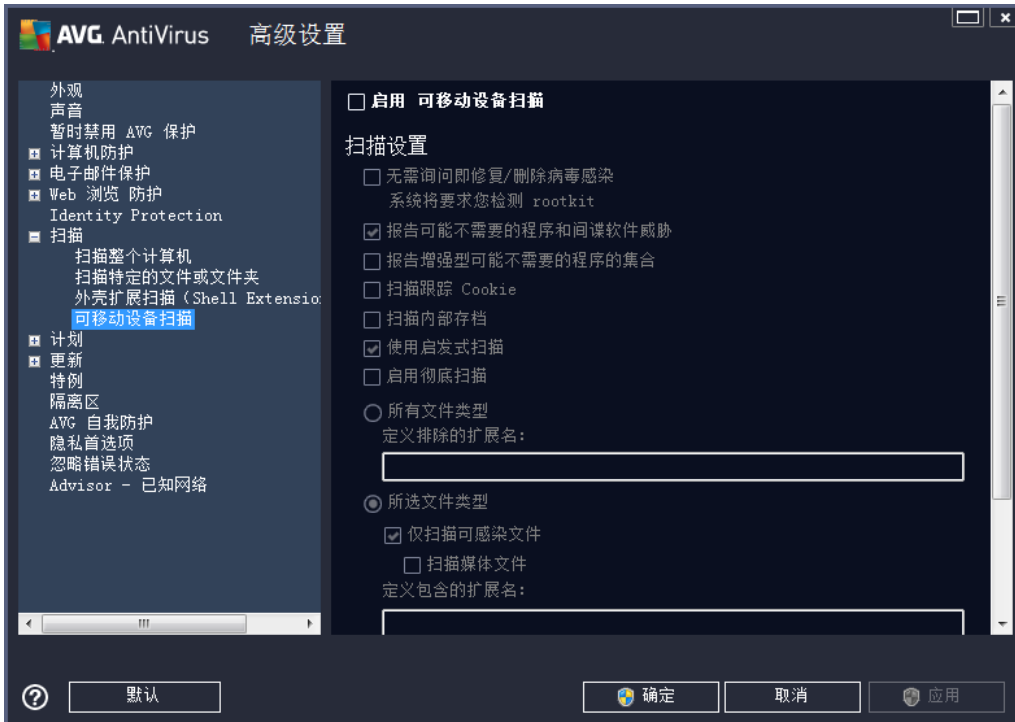 AVG AntiVirus 高级设置
外观
声音
暂时禁用 AVG 保护
计算机防护
电子邮件保护
Web 浏览 防护
Identity Protection
扫描
扫描整个计算机
扫描特定的文件或文件夹
外壳扩展扫描（Shell Extensio
可移动设备扫描
计划
更新
特例
隔离区
AVG 自我防护
隐私首选项
忽略错误状态
Advisor - 已知网络
启用 可移动设备扫描
扫描设置
无需询问即修复/删除病毒感染
系统将要求您检测 rootkit
报告可能不需要的程序和间谍软件威胁
报告增强型可能不需要的程序的集合
扫描跟踪 Cookie
扫描内部存档
使用启发式扫描
启用彻底扫描
所有文件类型
定义排除的扩展名:
所选文件类型
仅扫描可感染文件
扫描媒体文件
定义包含的扩展名:
默认
确定
取消
应用